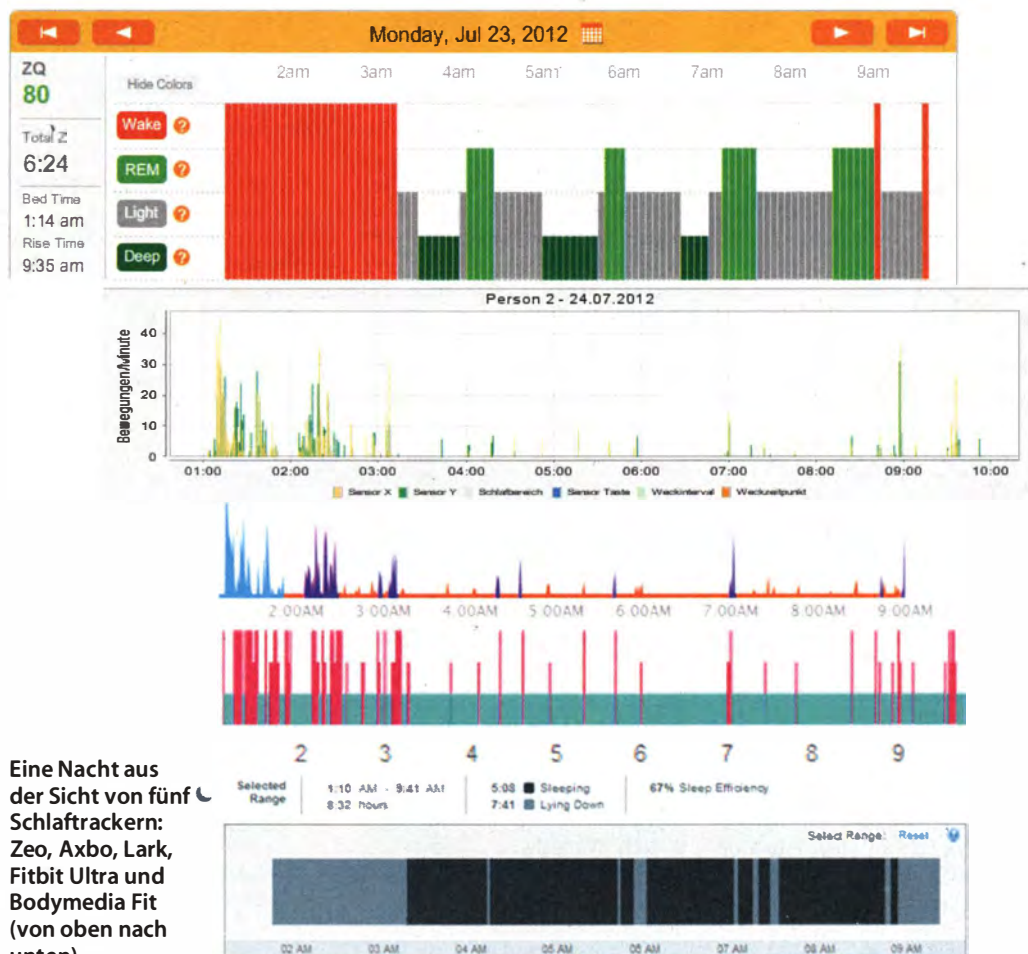 Monday, Jul 23, 2012
ZQ
80
Total Z
6:24
Bed Time
1:14 am
Rise Time
9:35 am
Hide Colors
2am 3am 4am 5am 6am 7am 8am 9am
Wake ?
REM ?
Light ?
Deep ?
Person 2 - 24.07.2012
Bewegungen/Minute
40
30
20
10
0
01:00 02:00 03:00 04:00 05:00 06:00 07:00 08:00 09:00 10:00
Sensor X Sensor Y Schlafbereich Sensor Taste Weckinterval Weckzeitpunkt
2:00AM 3:00AM 4:00AM 5:00AM 6:00AM 7:00AM 8:00AM 9:00AM
2 3 4 5 6 7 8 9
Selected Range
1:10 AM - 9:41 AM
8:32 hours
5:08 Sleeping
7:41 Lying Down
67% Sleep Efficiency
Select Range: Reset
02 AM 03 AM 04 AM 05 AM 06 AM 07 AM 08 AM 09 AM
Eine Nacht aus
der Sicht von fünf
Schlaftrackern:
Zeo, Axbo, Lark,
Fitbit Ultra und
Bodymedia Fit
(von oben nach
unten)